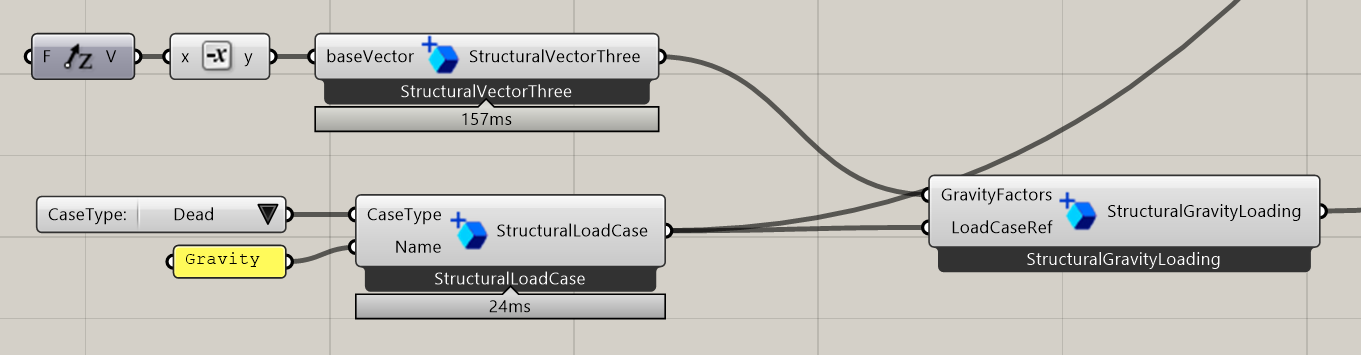 F Z V
x -x y
baseVector StructuralVectorThree
StructuralVectorThree
157ms
CaseType: Dead
Gravity
CaseType
Name
StructuralLoadCase
StructuralLoadCase
24ms
GravityFactors
LoadCaseRef
StructuralGravityLoading
StructuralGravityLoading